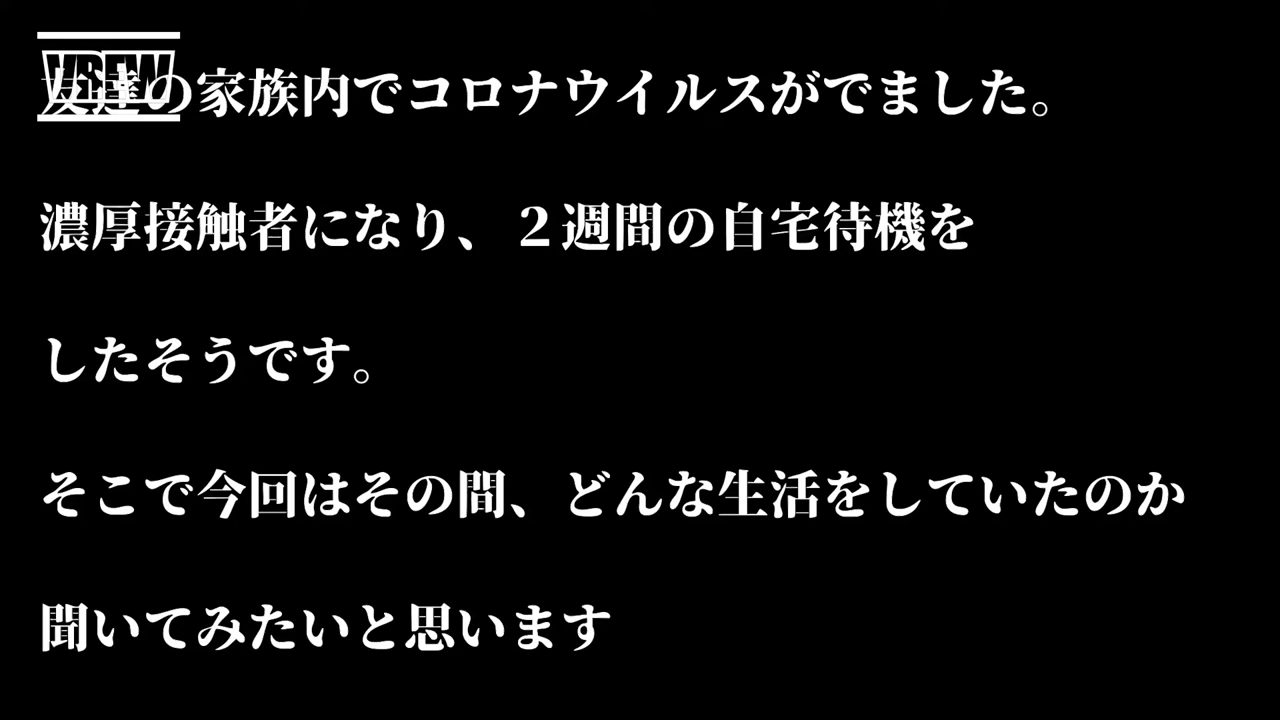 VREW
友達の家族内でコロナウイルスがでました。
濃厚接触者になり、２週間の自宅待機を
したそうです。
そこで今回はその間、どんな生活をしていたのか
聞いてみたいと思います